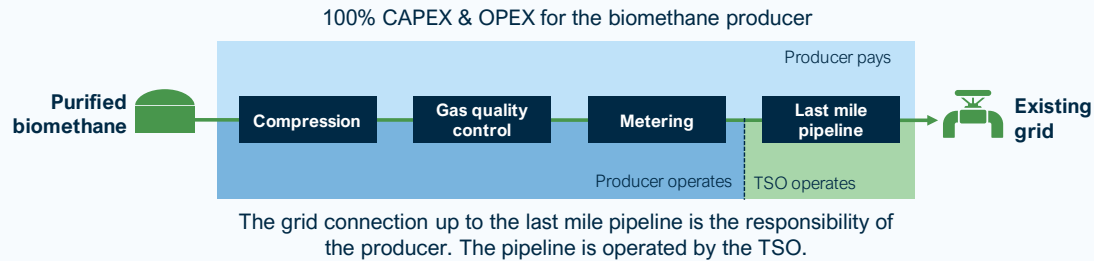 100% CAPEX & OPEX for the biomethane producer
Producer pays
Purified
biomethane
Compression
Gas quality
control
Metering
Last mile
pipeline
Existing
grid
Producer operates
TSO operates
The grid connection up to the last mile pipeline is the responsibility of
the producer. The pipeline is operated by the TSO.